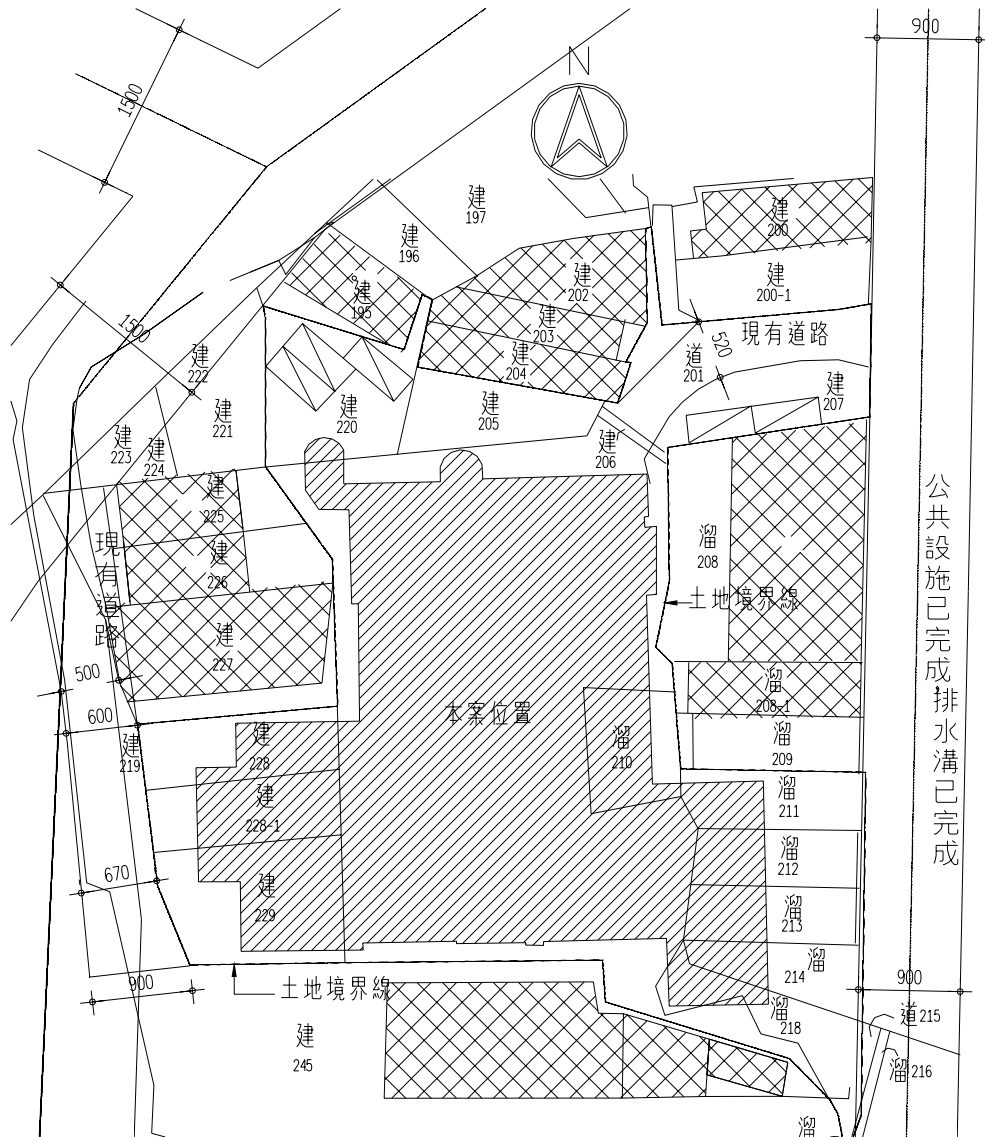 900
N
1500
建
197
建
196
建
200
建
200-1
建
202
建
195
建
203
現有道路
520
道
201
1500
建
204
建
222
建
207
建
205
建
220
建
221
建
223
建
224
建
206
建
225
溜
208
公共設施已完成,排水溝已完成
現有道路
建
226
土地境界線
建
227
500
溜
208-1
本案位置
600
建
219
建
228
溜
210
溜
209
建
228-1
溜
211
溜
212
670
建
229
溜
213
溜
214
900
土地境界線
900
溜
218
道 215
建
245
溜 216
溜